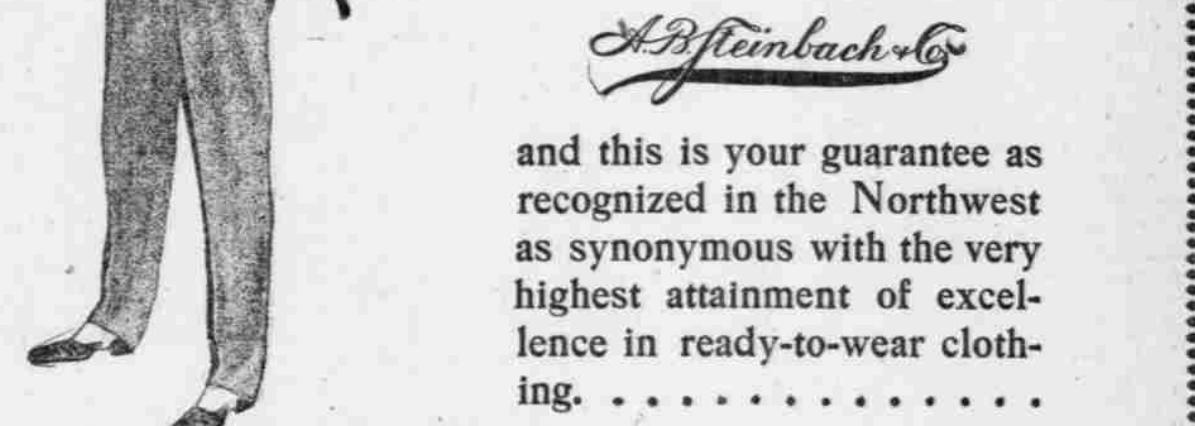 A.B. Steinbach & Co
and this is your guarantee as
recognized in the Northwest
as synonymous with the very
highest attainment of excel-
lence in ready-to-wear cloth-
ing. . . . . . . . . . . . . . .